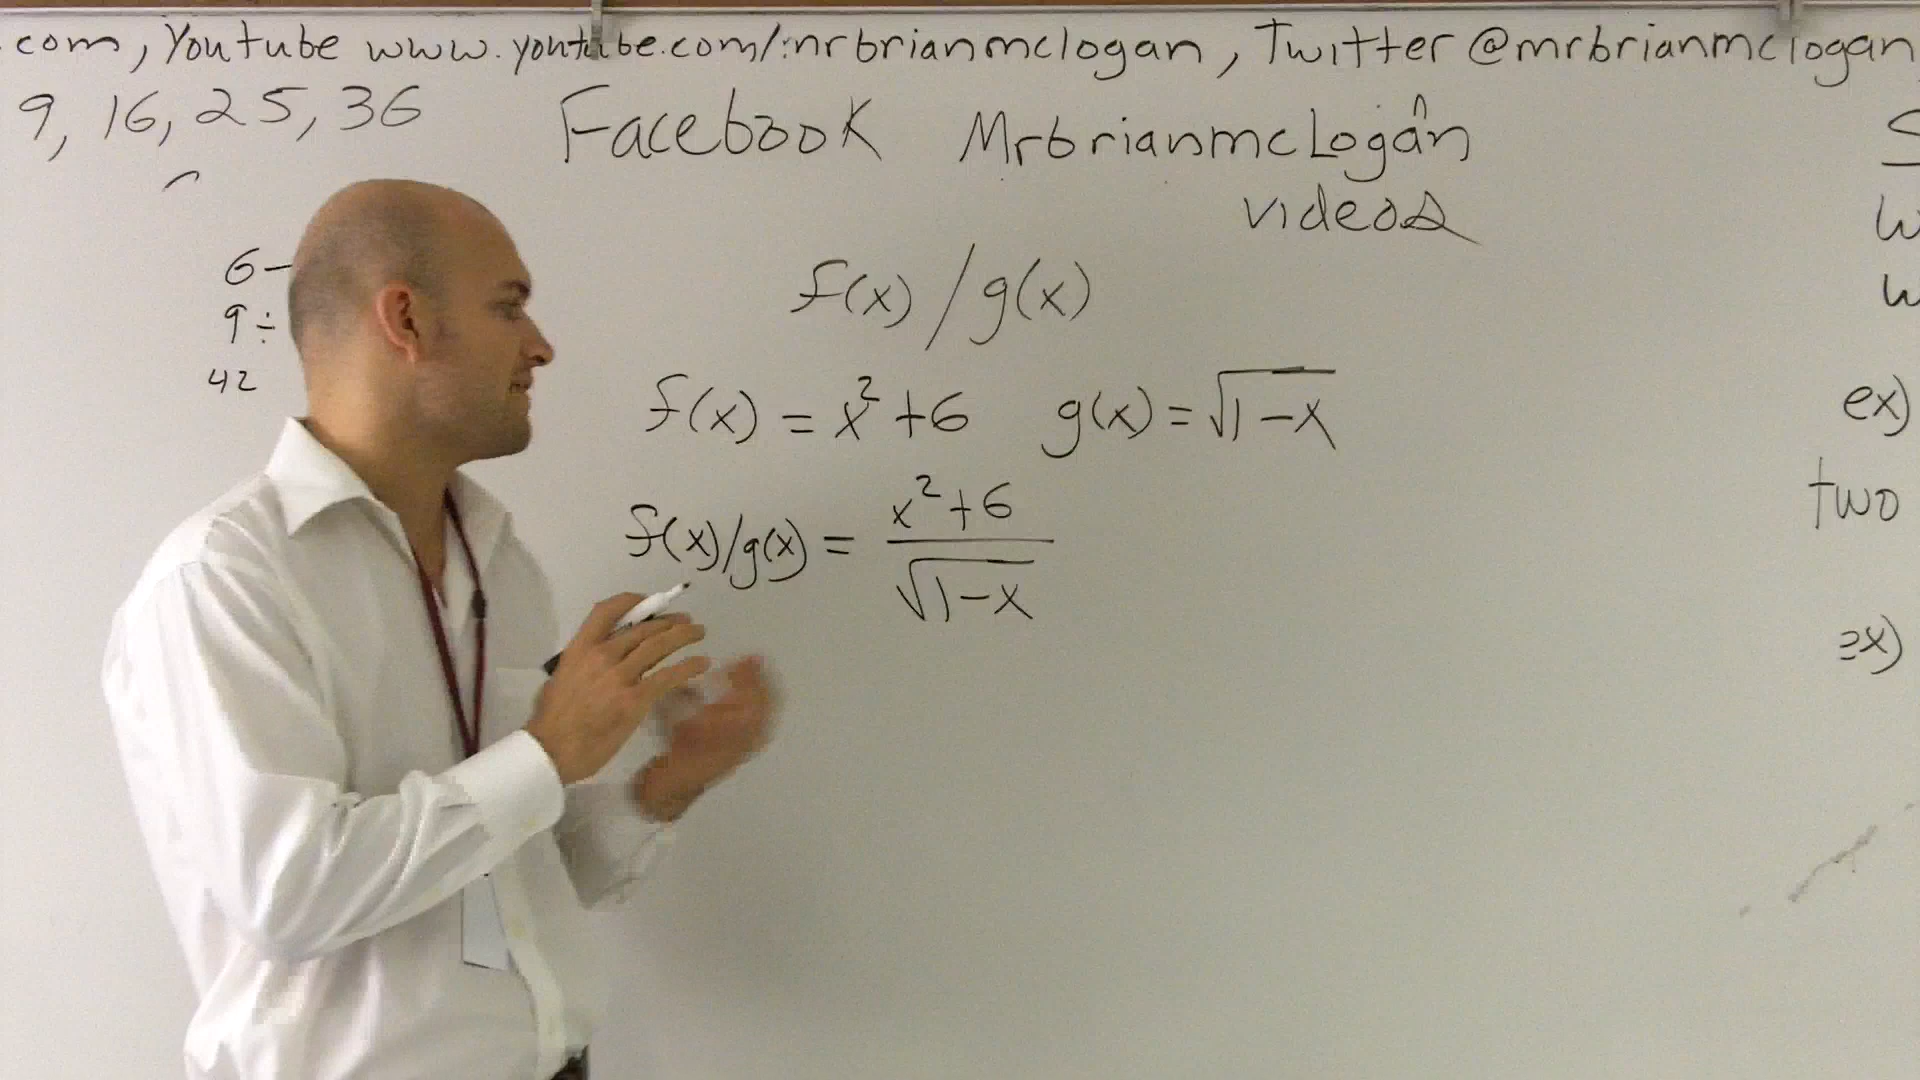 .com, Youtube www.youtube.com/mrbrianmclogan, Twitter @mrbrianmclogan
9, 16, 25, 36
Facebook MrbrianmcLogan
videos
6-
9÷
42
f(x) / g(x)
f(x) = x²+6 g(x) = √1-x
f(x)/g(x) = x²+6
√1-x
S
w
w
ex)
two
ex)